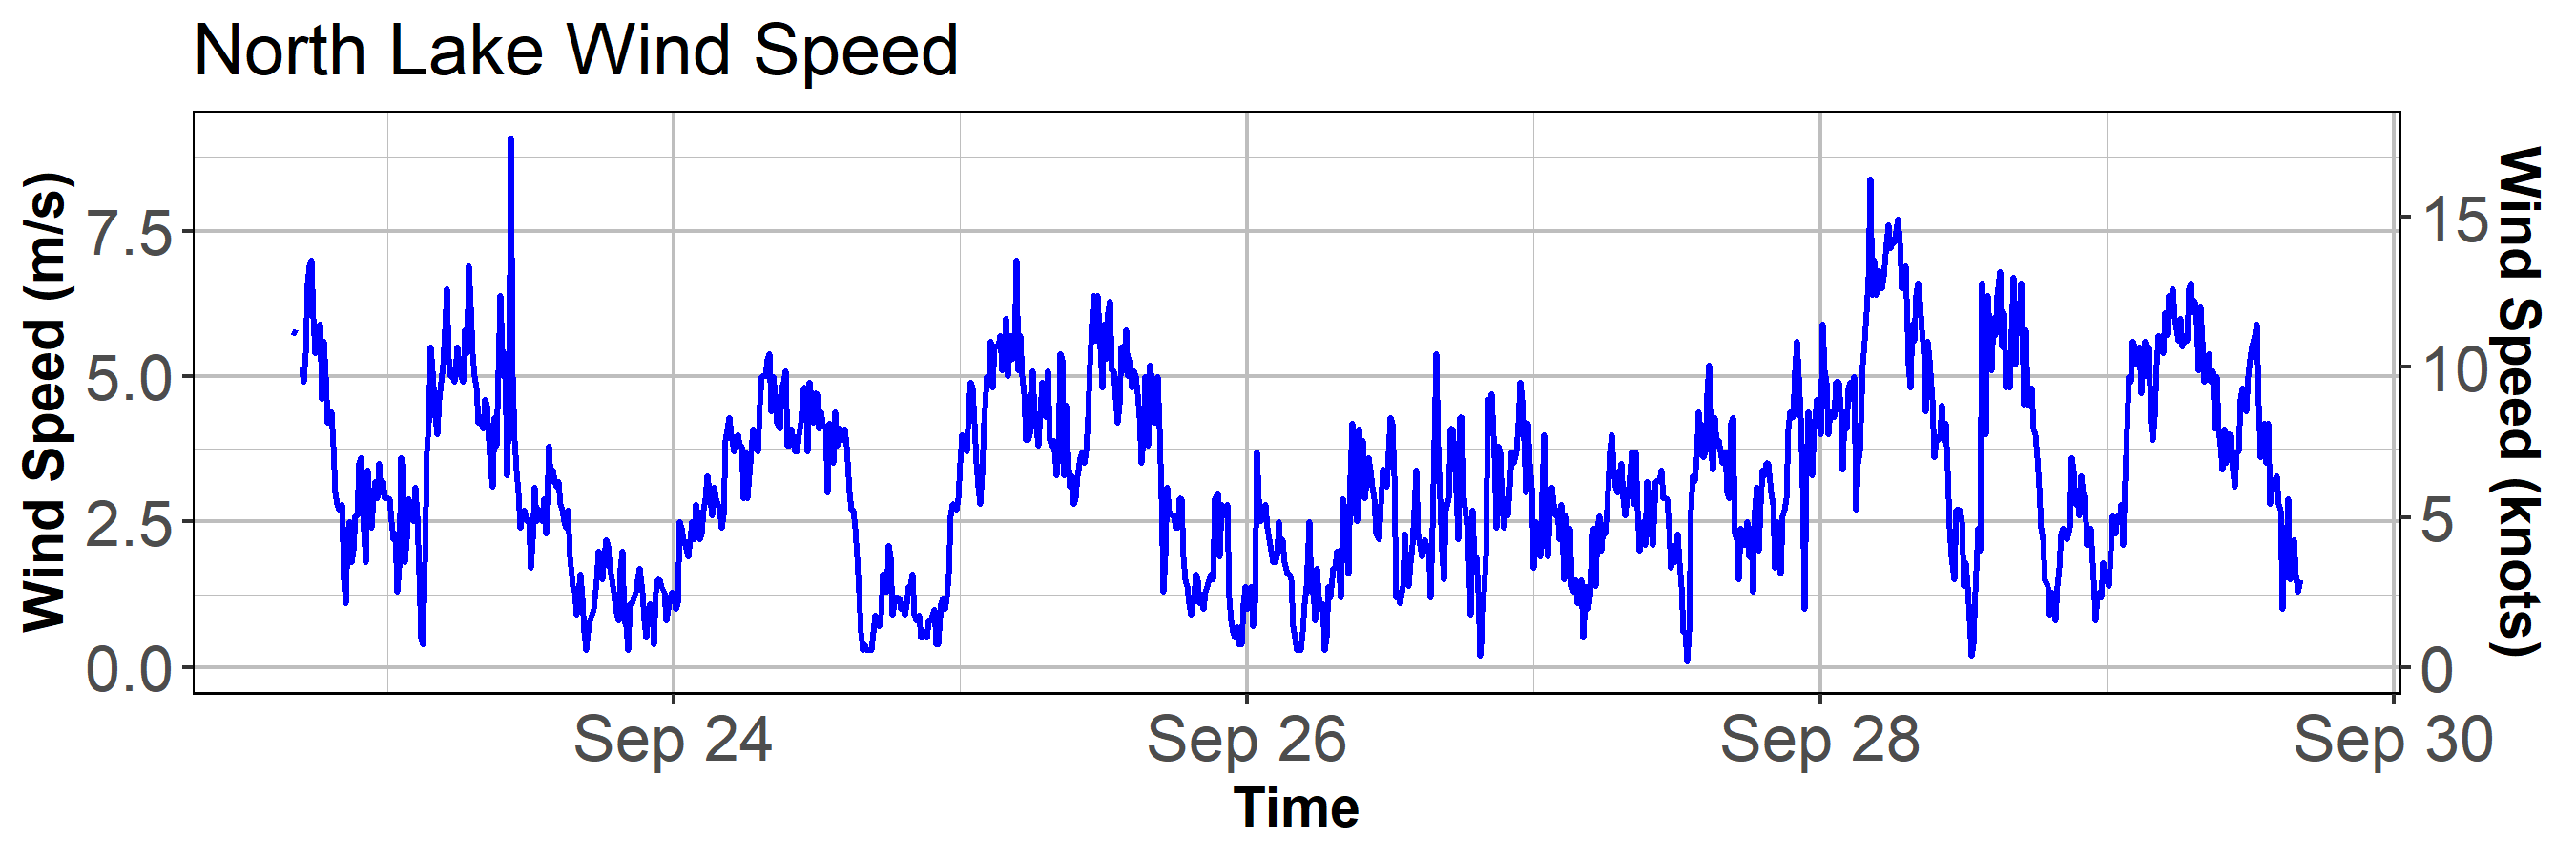 North Lake Wind Speed
Wind Speed (m/s)
7.5
5.0
2.5
0.0
15
10
5
0
Wind Speed (knots)
Sep 24
Sep 26
Sep 28
Sep 30
Time